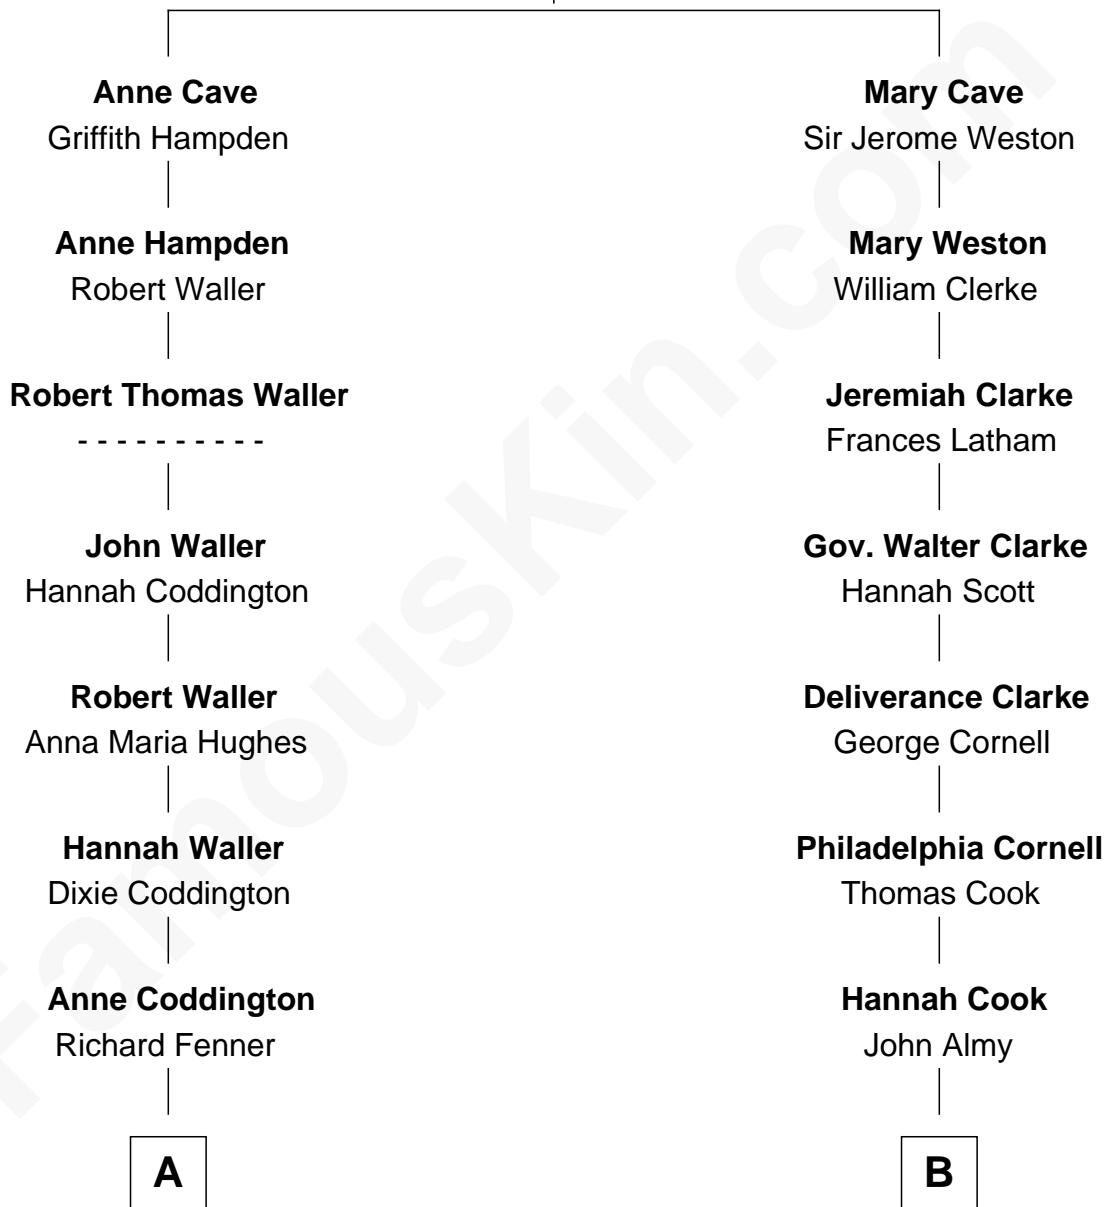 Anne Cave
Griffith Hampden
Anne Hampden
Robert Waller
Robert Thomas Waller
- - - - - - - - - -
John Waller
Hannah Coddington
Robert Waller
Anna Maria Hughes
Hannah Waller
Dixie Coddington
Anne Coddington
Richard Fenner
A
Mary Cave
Sir Jerome Weston
Mary Weston
William Clerke
Jeremiah Clarke
Frances Latham
Gov. Walter Clarke
Hannah Scott
Deliverance Clarke
George Cornell
Philadelphia Cornell
Thomas Cook
Hannah Cook
John Almy
B
FamousKin.com